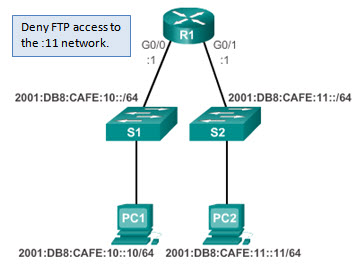 Deny FTP access to
the :11 network.
R1
G0/0
:1
G0/1
:1
2001:DB8:CAFE:10::/64
2001:DB8:CAFE:11::/64
S1
S2
PC1
PC2
2001:DB8:CAFE:10::10/64
2001:DB8:CAFE:11::11/64